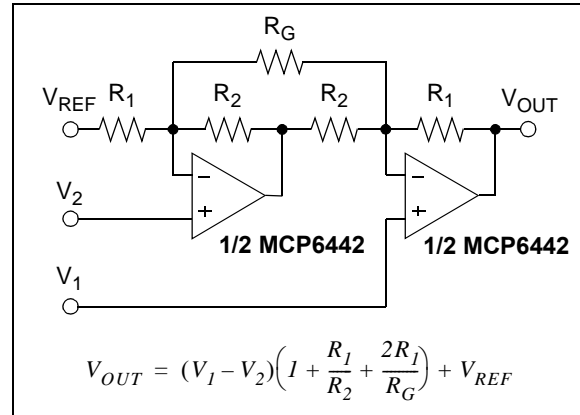 R_G
V_REF R_1 R_2 R_2 R_1 V_OUT
− −
V_2 + +
1/2 MCP6442 1/2 MCP6442
V_1
V_OUT = (V_1 – V_2)(1 + R_1/R_2 + 2R_1/R_G) + V_REF